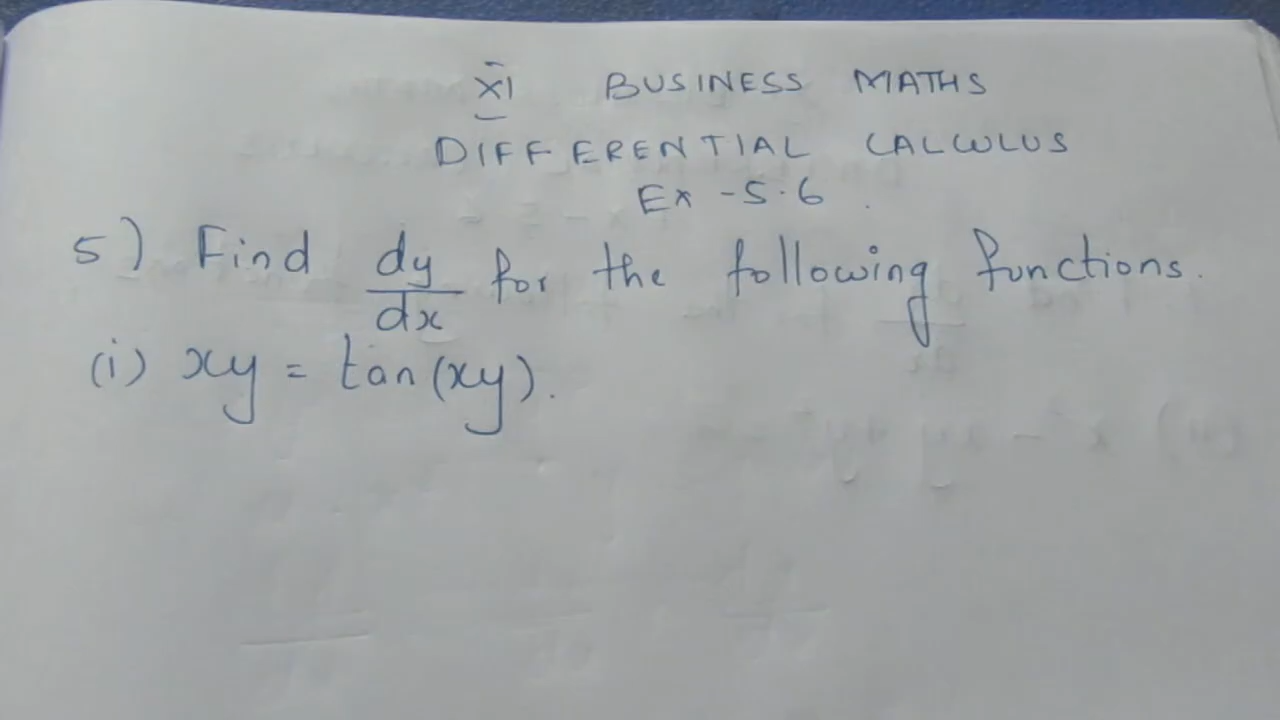 XI BUSINESS MATHS
DIFFERENTIAL CALCULUS
Ex - 5.6
5) Find dy/dx for the following functions.
(i) xy = tan(xy).